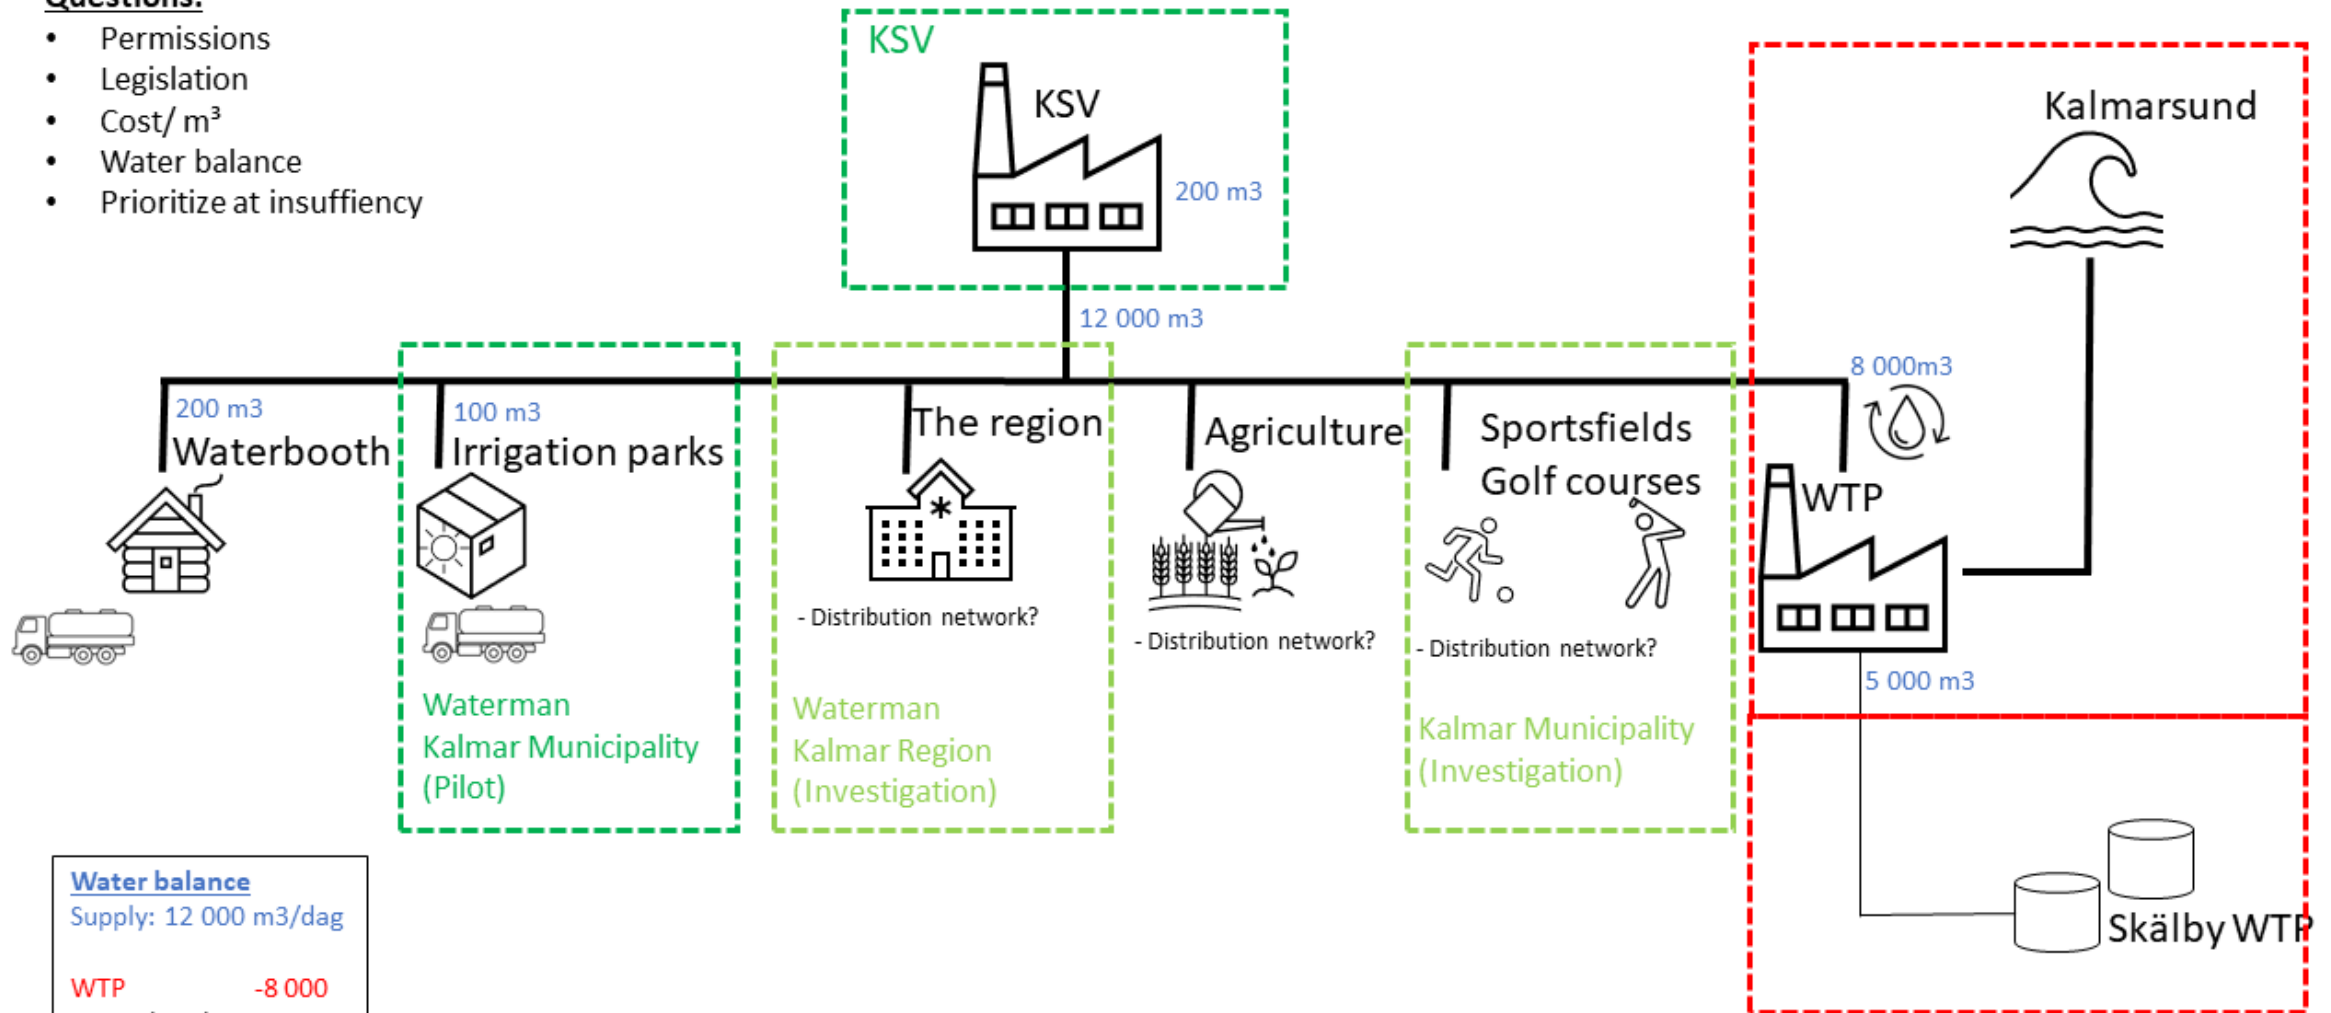 Questions:
• Permissions
• Legislation
• Cost/ m³
• Water balance
• Prioritize at insuffiency
KSV
KSV
200 m3
12 000 m3
Kalmarsund
8 000m3
WTP
5 000 m3
Skälby WTP
200 m3
Waterbooth
100 m3
Irrigation parks
Waterman
Kalmar Municipality
(Pilot)
The region
- Distribution network?
Waterman
Kalmar Region
(Investigation)
Agriculture
- Distribution network?
Sportsfields
Golf courses
- Distribution network?
Kalmar Municipality
(Investigation)
Water balance
Supply: 12 000 m3/dag
WTP -8 000